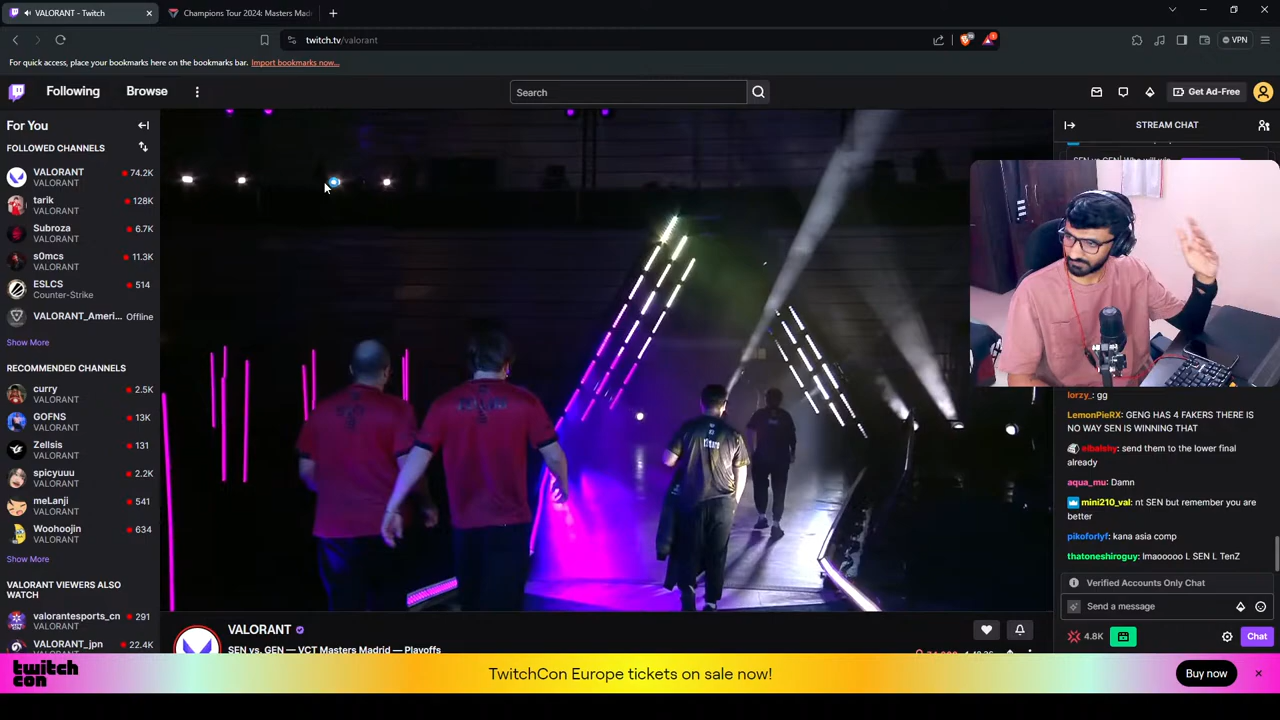 VALORANT - Twitch
Champions Tour 2024: Masters Mad
twitch.tv/valorant
VPN
For quick access, place your bookmarks here on the bookmarks bar. Import bookmarks now...
Following
Browse
Search
Get Ad-Free
For You
FOLLOWED CHANNELS
VALORANT
VALORANT
74.2K
tarik
VALORANT
128K
Subroza
VALORANT
6.7K
s0mcs
VALORANT
11.3K
ESLCS
Counter-Strike
514
VALORANT_Ameri...
Offline
Show More
RECOMMENDED CHANNELS
curry
VALORANT
2.5K
GOFNS
VALORANT
13K
Zellsis
VALORANT
131
spicyuuu
VALORANT
2.2K
meLanji
VALORANT
541
Woohoojin
VALORANT
634
Show More
VALORANT VIEWERS ALSO
WATCH
valorantesports_cn
VALORANT
291
VALORANT_jpn
22.4K
STREAM CHAT
lorzy_: gg
LemonPieRX: GENG HAS 4 FAKERS THERE IS
NO WAY SEN IS WINNING THAT
elbalshy: send them to the lower final
already
aqua_mu: Damn
mini210_val: nt SEN but remember you are
better
pikoforlyf: kana asia comp
thatoneshiroguy: lmaooooo L SEN L TenZ
Verified Accounts Only Chat
Send a message
4.8K
Chat
VALORANT
SEN vs. GEN — VCT Masters Madrid — Playoffs
twitch
con
TwitchCon Europe tickets on sale now!
Buy now